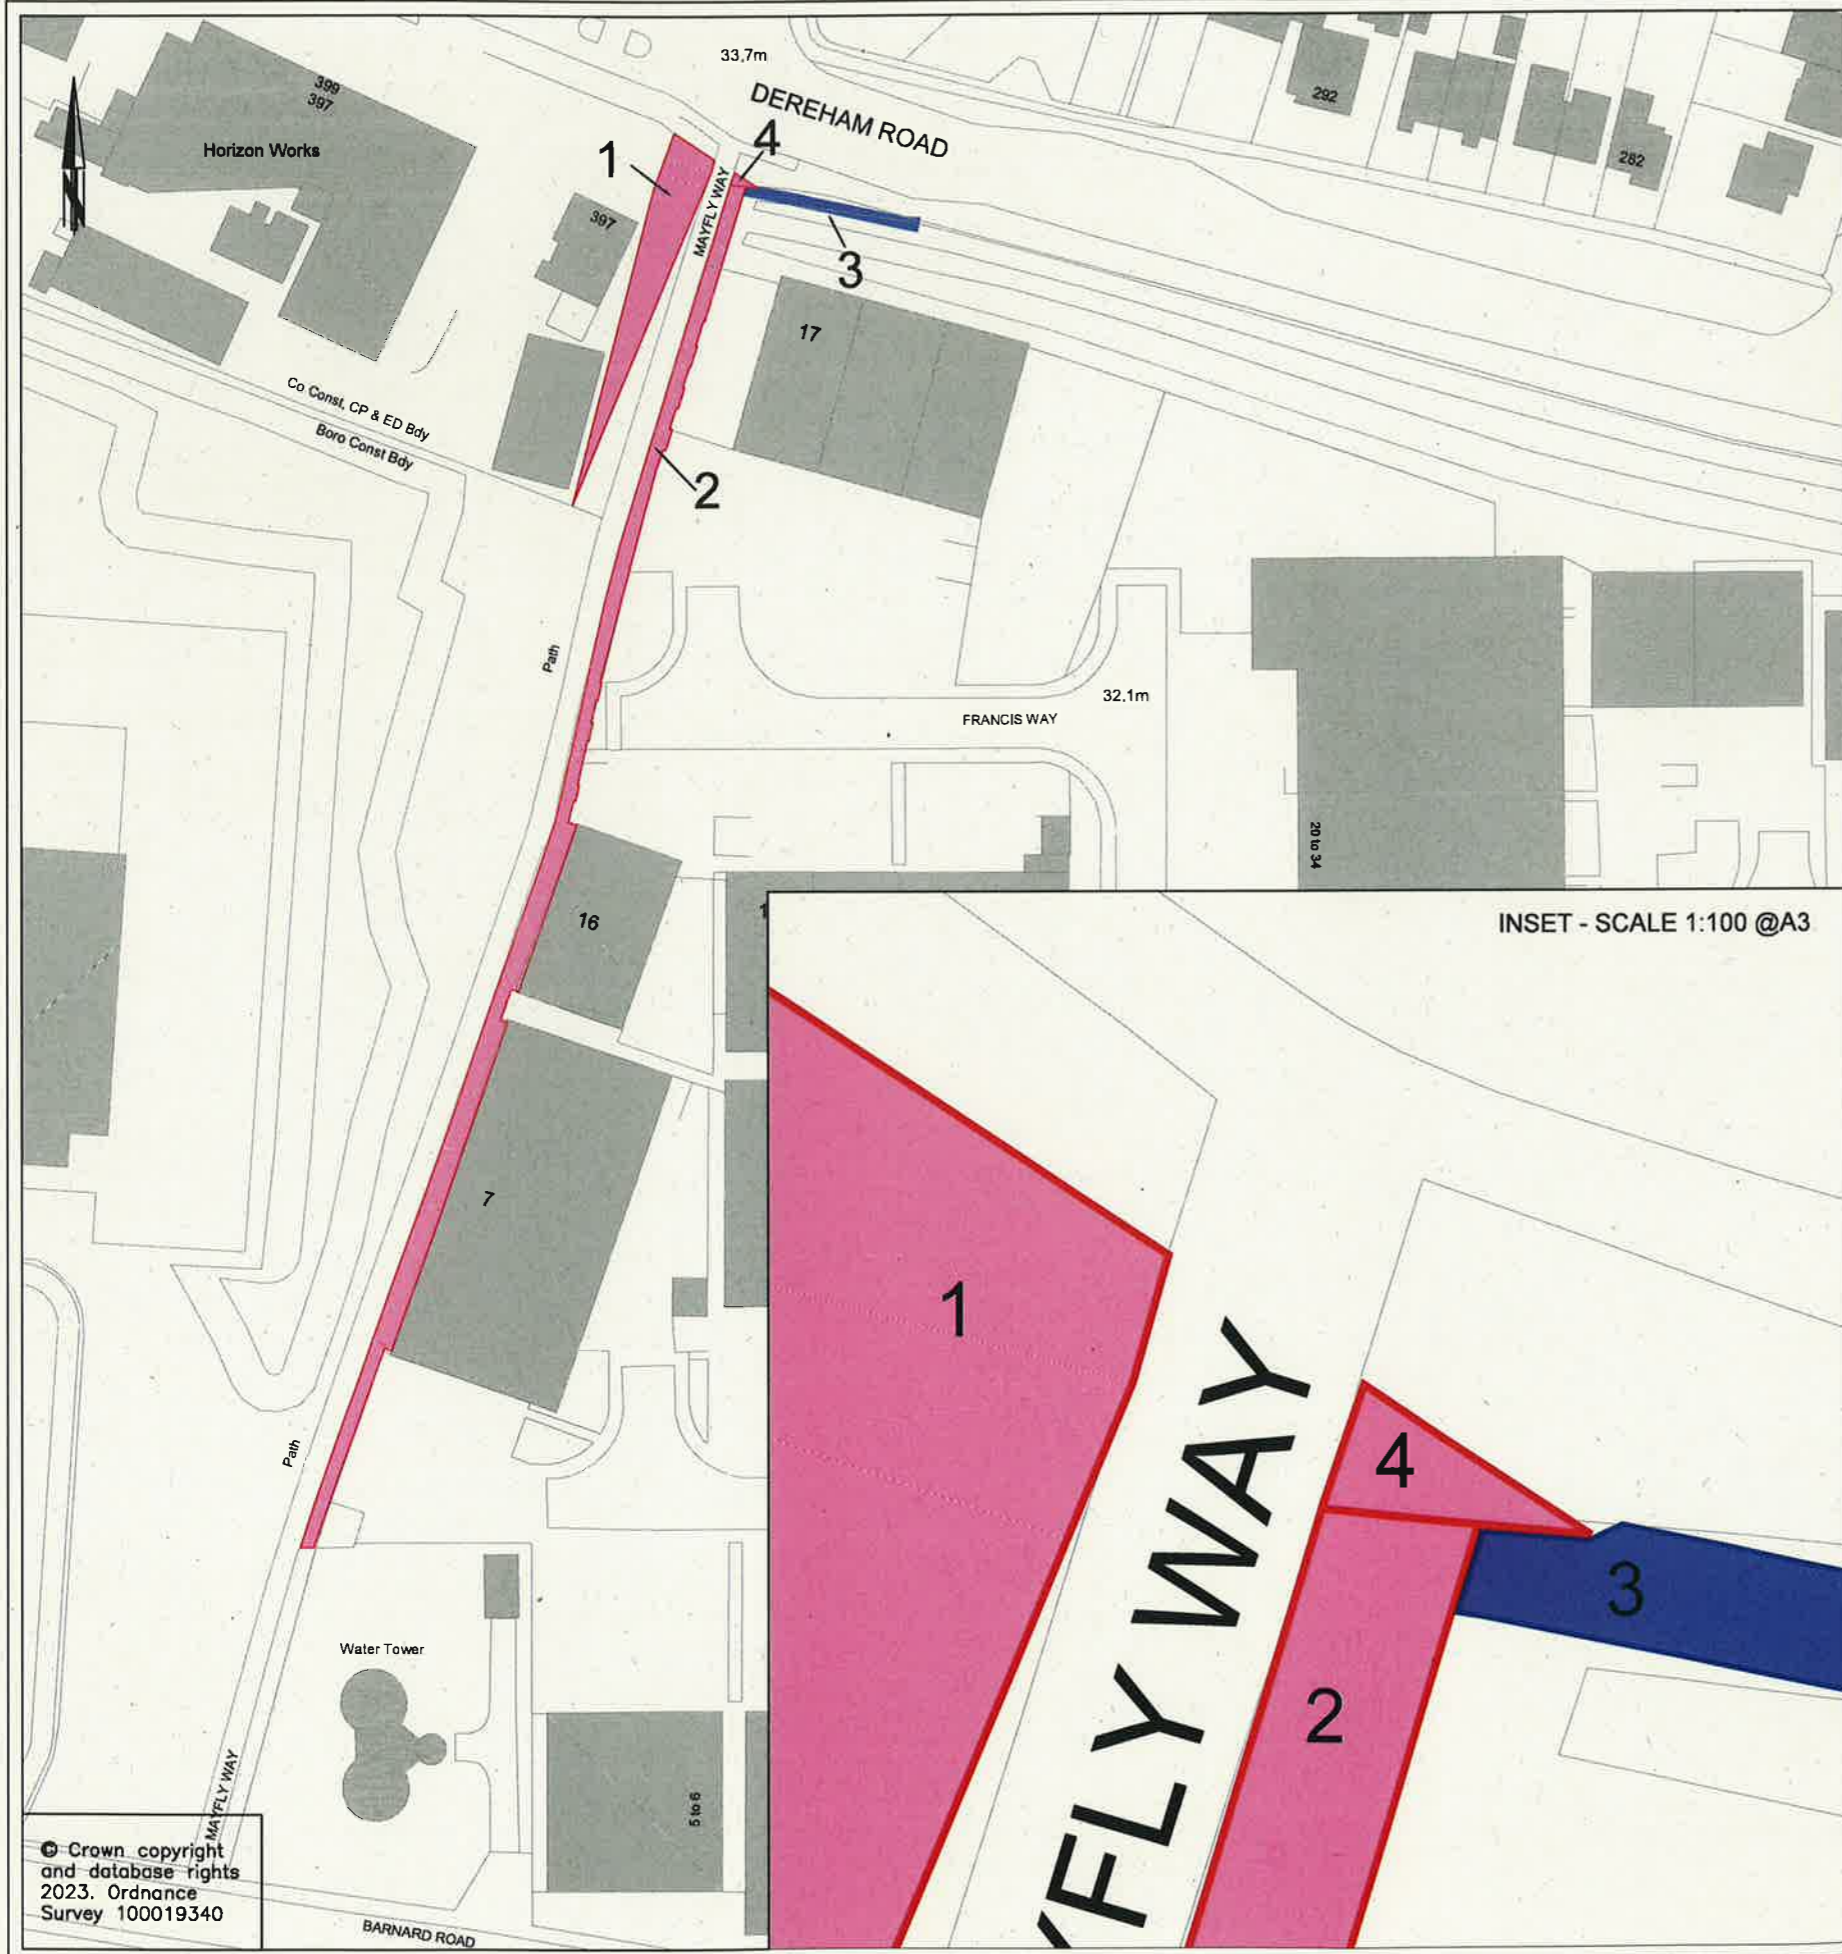 33.7m
DEREHAM ROAD
292
282
399
397
Horizon Works
N
1
4
MAYFLY WAY
397
3
17
Co Const, CP & ED Bdy
Boro Const Bdy
2
Path
32.1m
FRANCIS WAY
20 to 34
16
1
7
Path
Water Tower
5 to 6
MAYFLY WAY
BARNARD ROAD
© Crown copyright
and database rights
2023. Ordnance
Survey 100019340
INSET - SCALE 1:100 @A3
1
4
3
2
YFLY WAY